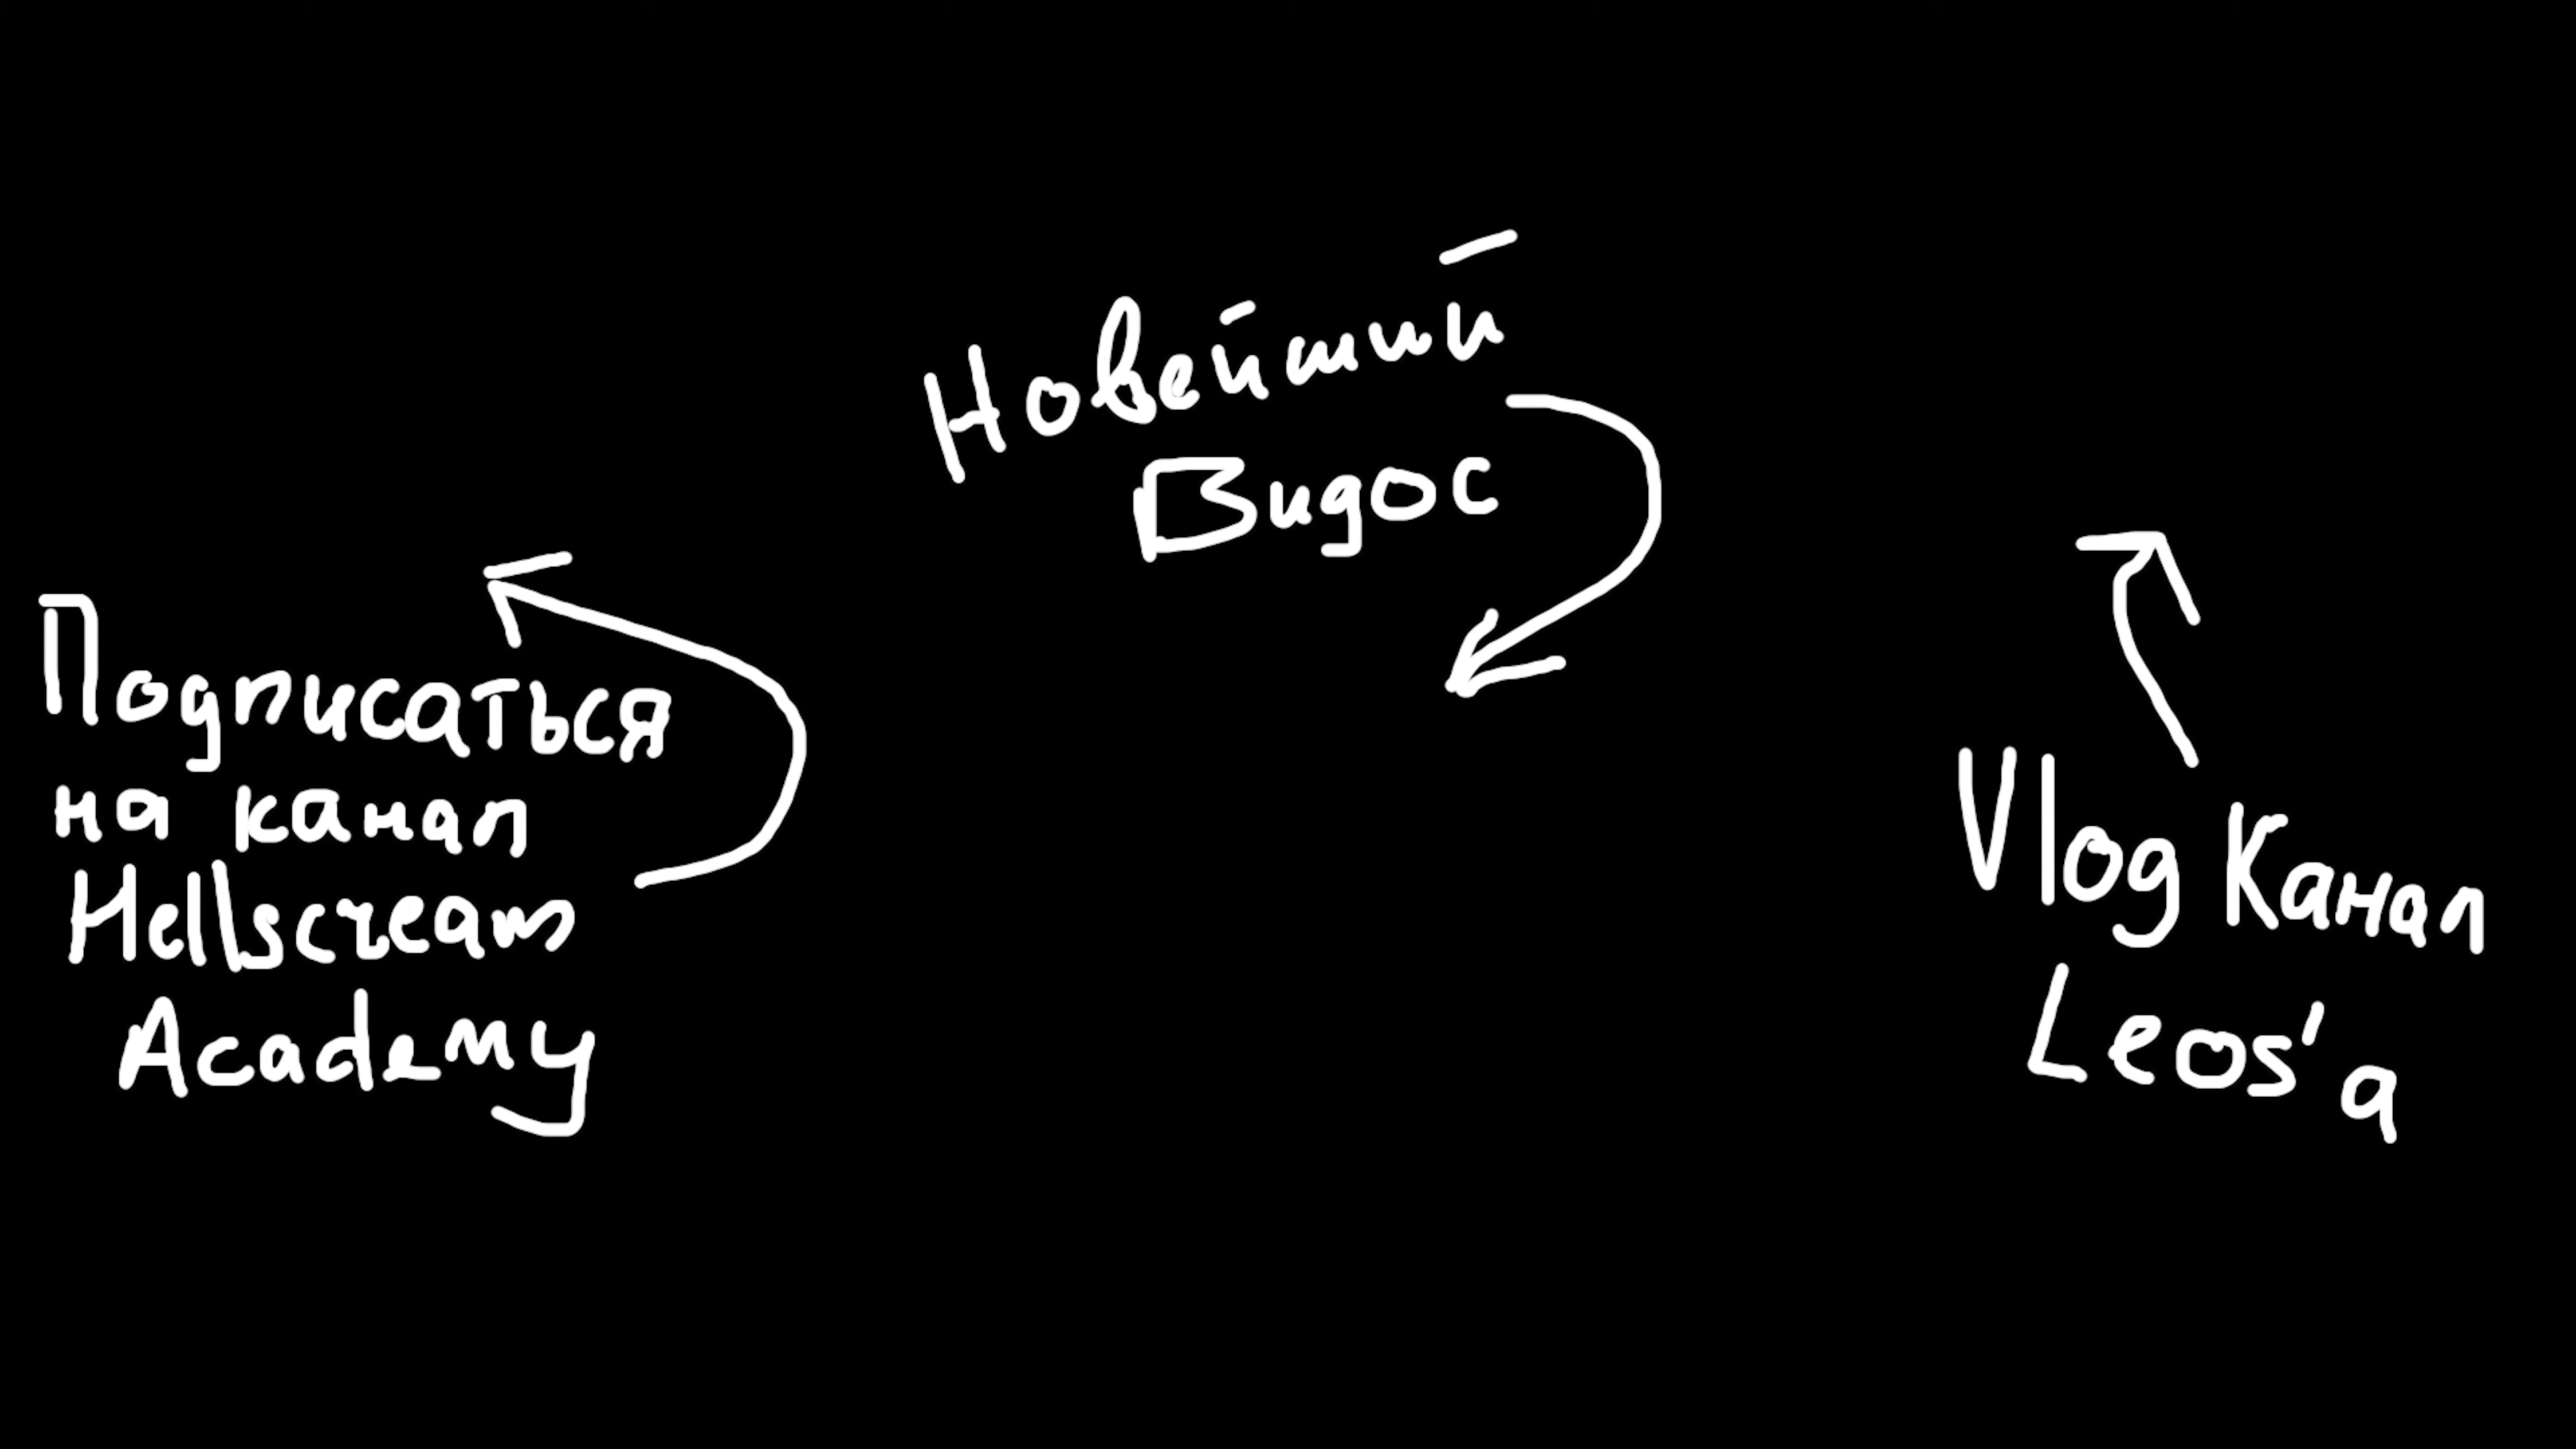 Новейший
Видос
Подписаться
на канал
Hellscream
Academy
Vlog Канал
Leos'a